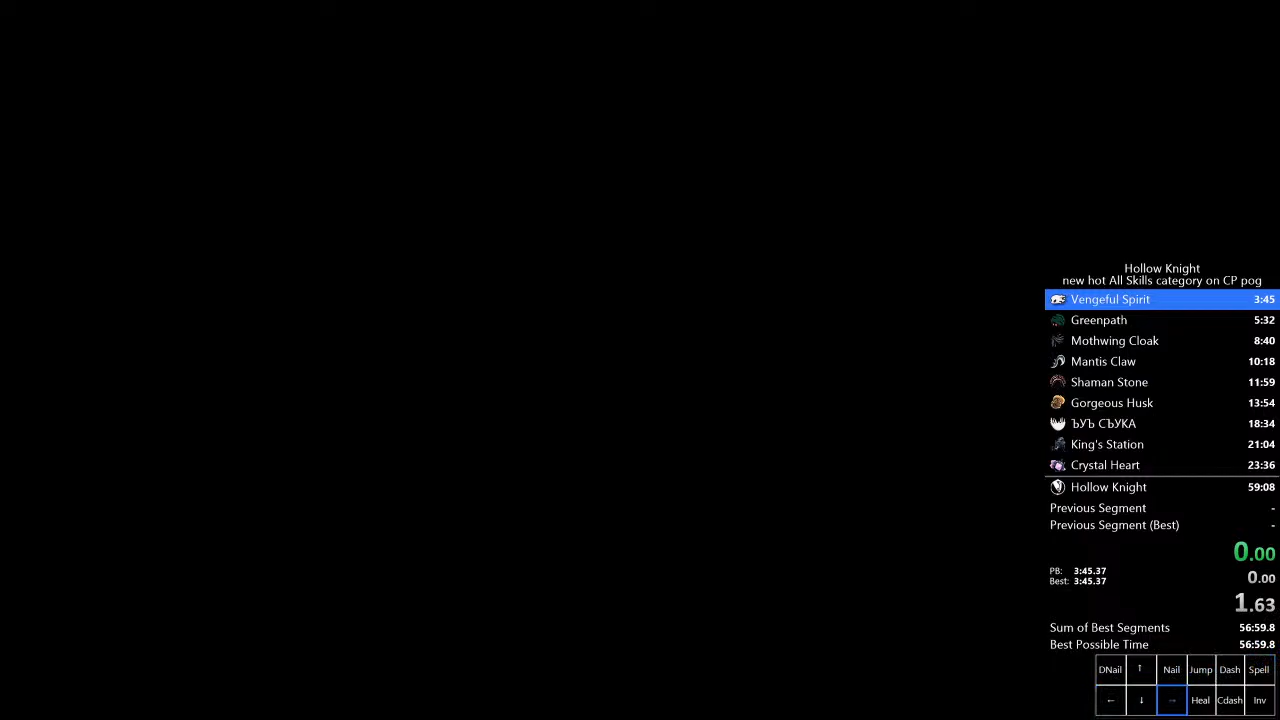 Hollow Knight
new hot All Skills category on CP pog
Vengeful Spirit 3:45
Greenpath 5:32
Mothwing Cloak 8:40
Mantis Claw 10:18
Shaman Stone 11:59
Gorgeous Husk 13:54
ЪУЪ СЪУКА 18:34
King's Station 21:04
Crystal Heart 23:36
Hollow Knight 59:08
Previous Segment -
Previous Segment (Best) -
0.00
PB: 3:45.37
Best: 3:45.37
0.00
1.63
Sum of Best Segments 56:59.8
Best Possible Time 56:59.8
DNail ↑ Nail Jump Dash Spell
← ↓ → Heal Cdash Inv